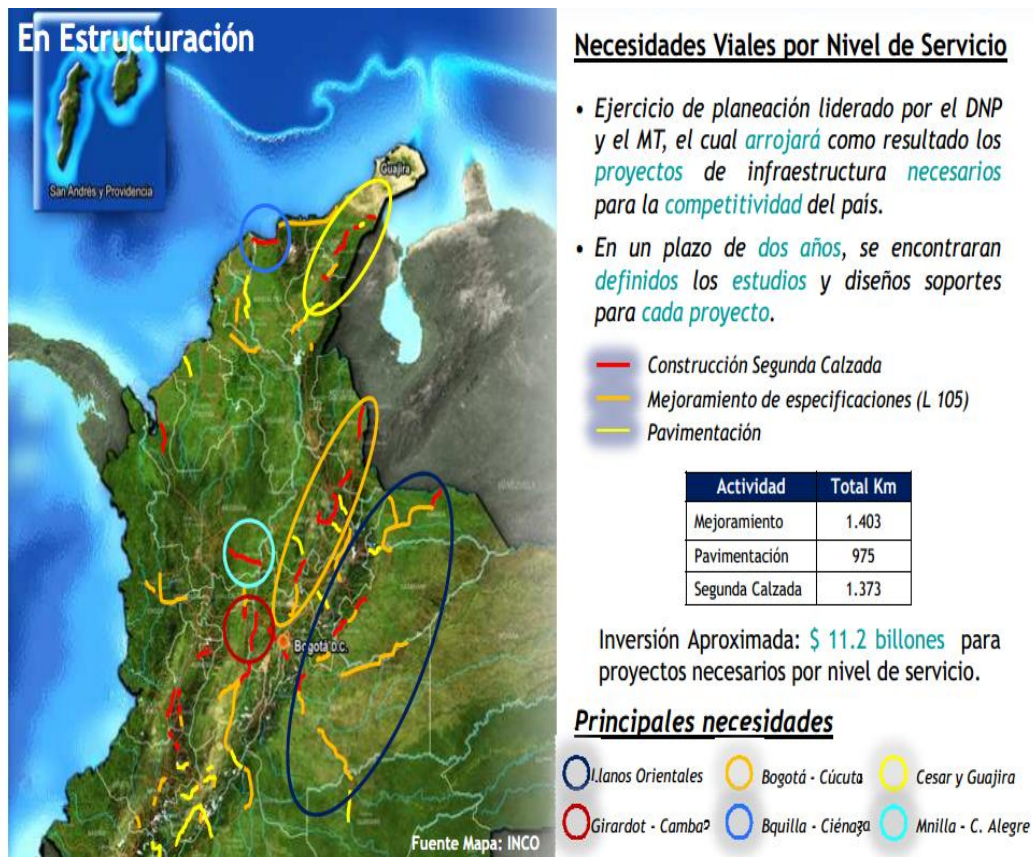 En Estructuración
San Andrés y Providencia
Guajira
Bogotá D.C.
Fuente Mapa: INCO
Necesidades Viales por Nivel de Servicio
• Ejercicio de planeación liderado por el DNP
y el MT, el cual arrojará como resultado los
proyectos de infraestructura necesarios
para la competitividad del país.
• En un plazo de dos años, se encontraran
definidos los estudios y diseños soportes
para cada proyecto.
Construcción Segunda Calzada
Mejoramiento de especificaciones (L 105)
Pavimentación
Actividad Total Km
Mejoramiento 1.403
Pavimentación 975
Segunda Calzada 1.373
Inversión Aproximada: $ 11.2 billones para
proyectos necesarios por nivel de servicio.
Principales necesidades
Llanos Orientales Bogotá - Cúcuta Cesar y Guajira
Girardot - Cambao Bquilla - Ciénaga Mnilla - C. Alegre